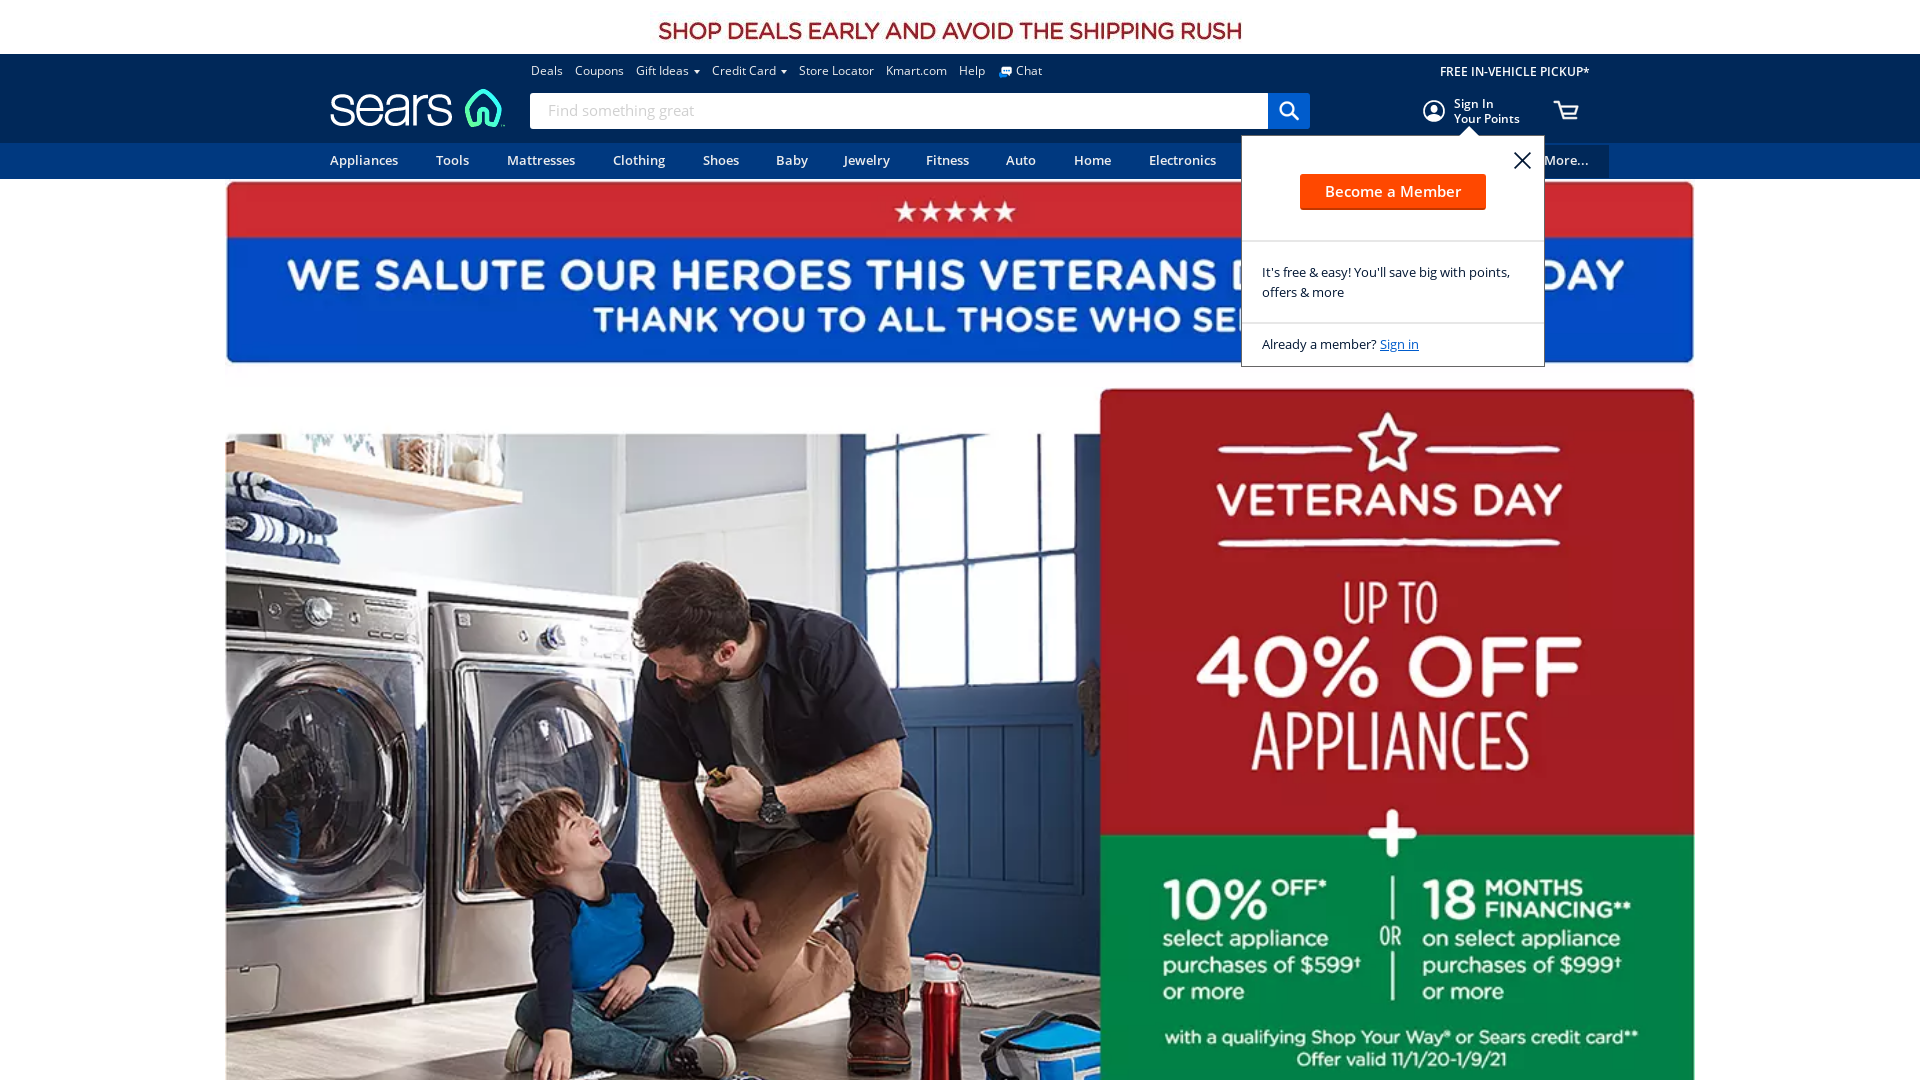 SHOP DEALS EARLY AND AVOID THE SHIPPING RUSH
Deals Coupons Gift Ideas Credit Card Store Locator Kmart.com Help Chat FREE IN-VEHICLE PICKUP*
sears
Find something great
Sign In
Your Points
Appliances Tools Mattresses Clothing Shoes Baby Jewelry Fitness Auto Home Electronics More...
Become a Member
It's free & easy! You'll save big with points,
offers & more
Already a member? Sign in
WE SALUTE OUR HEROES THIS VETERANS DAY
THANK YOU TO ALL THOSE WHO
VETERANS DAY
UP TO
40% OFF
APPLIANCES
+
10% OFF*
select appliance
purchases of $599†
or more
OR
18 MONTHS
FINANCING**
on select appliance
purchases of $999†
or more
with a qualifying Shop Your Way® or Sears credit card**
Offer valid 11/1/20-1/9/21